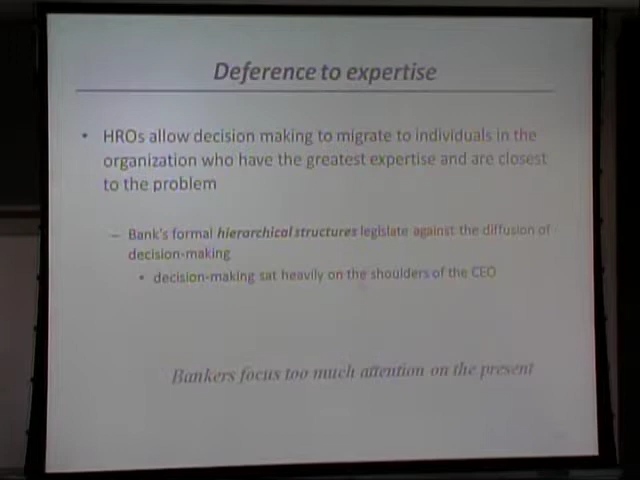 Deference to expertise
• HROs allow decision making to migrate to individuals in the
organization who have the greatest expertise and are closest
to the problem
– Bank's formal hierarchical structures legislate against the diffusion of
decision-making
• decision-making sat heavily on the shoulders of the CEO
Bankers focus too much attention on the present